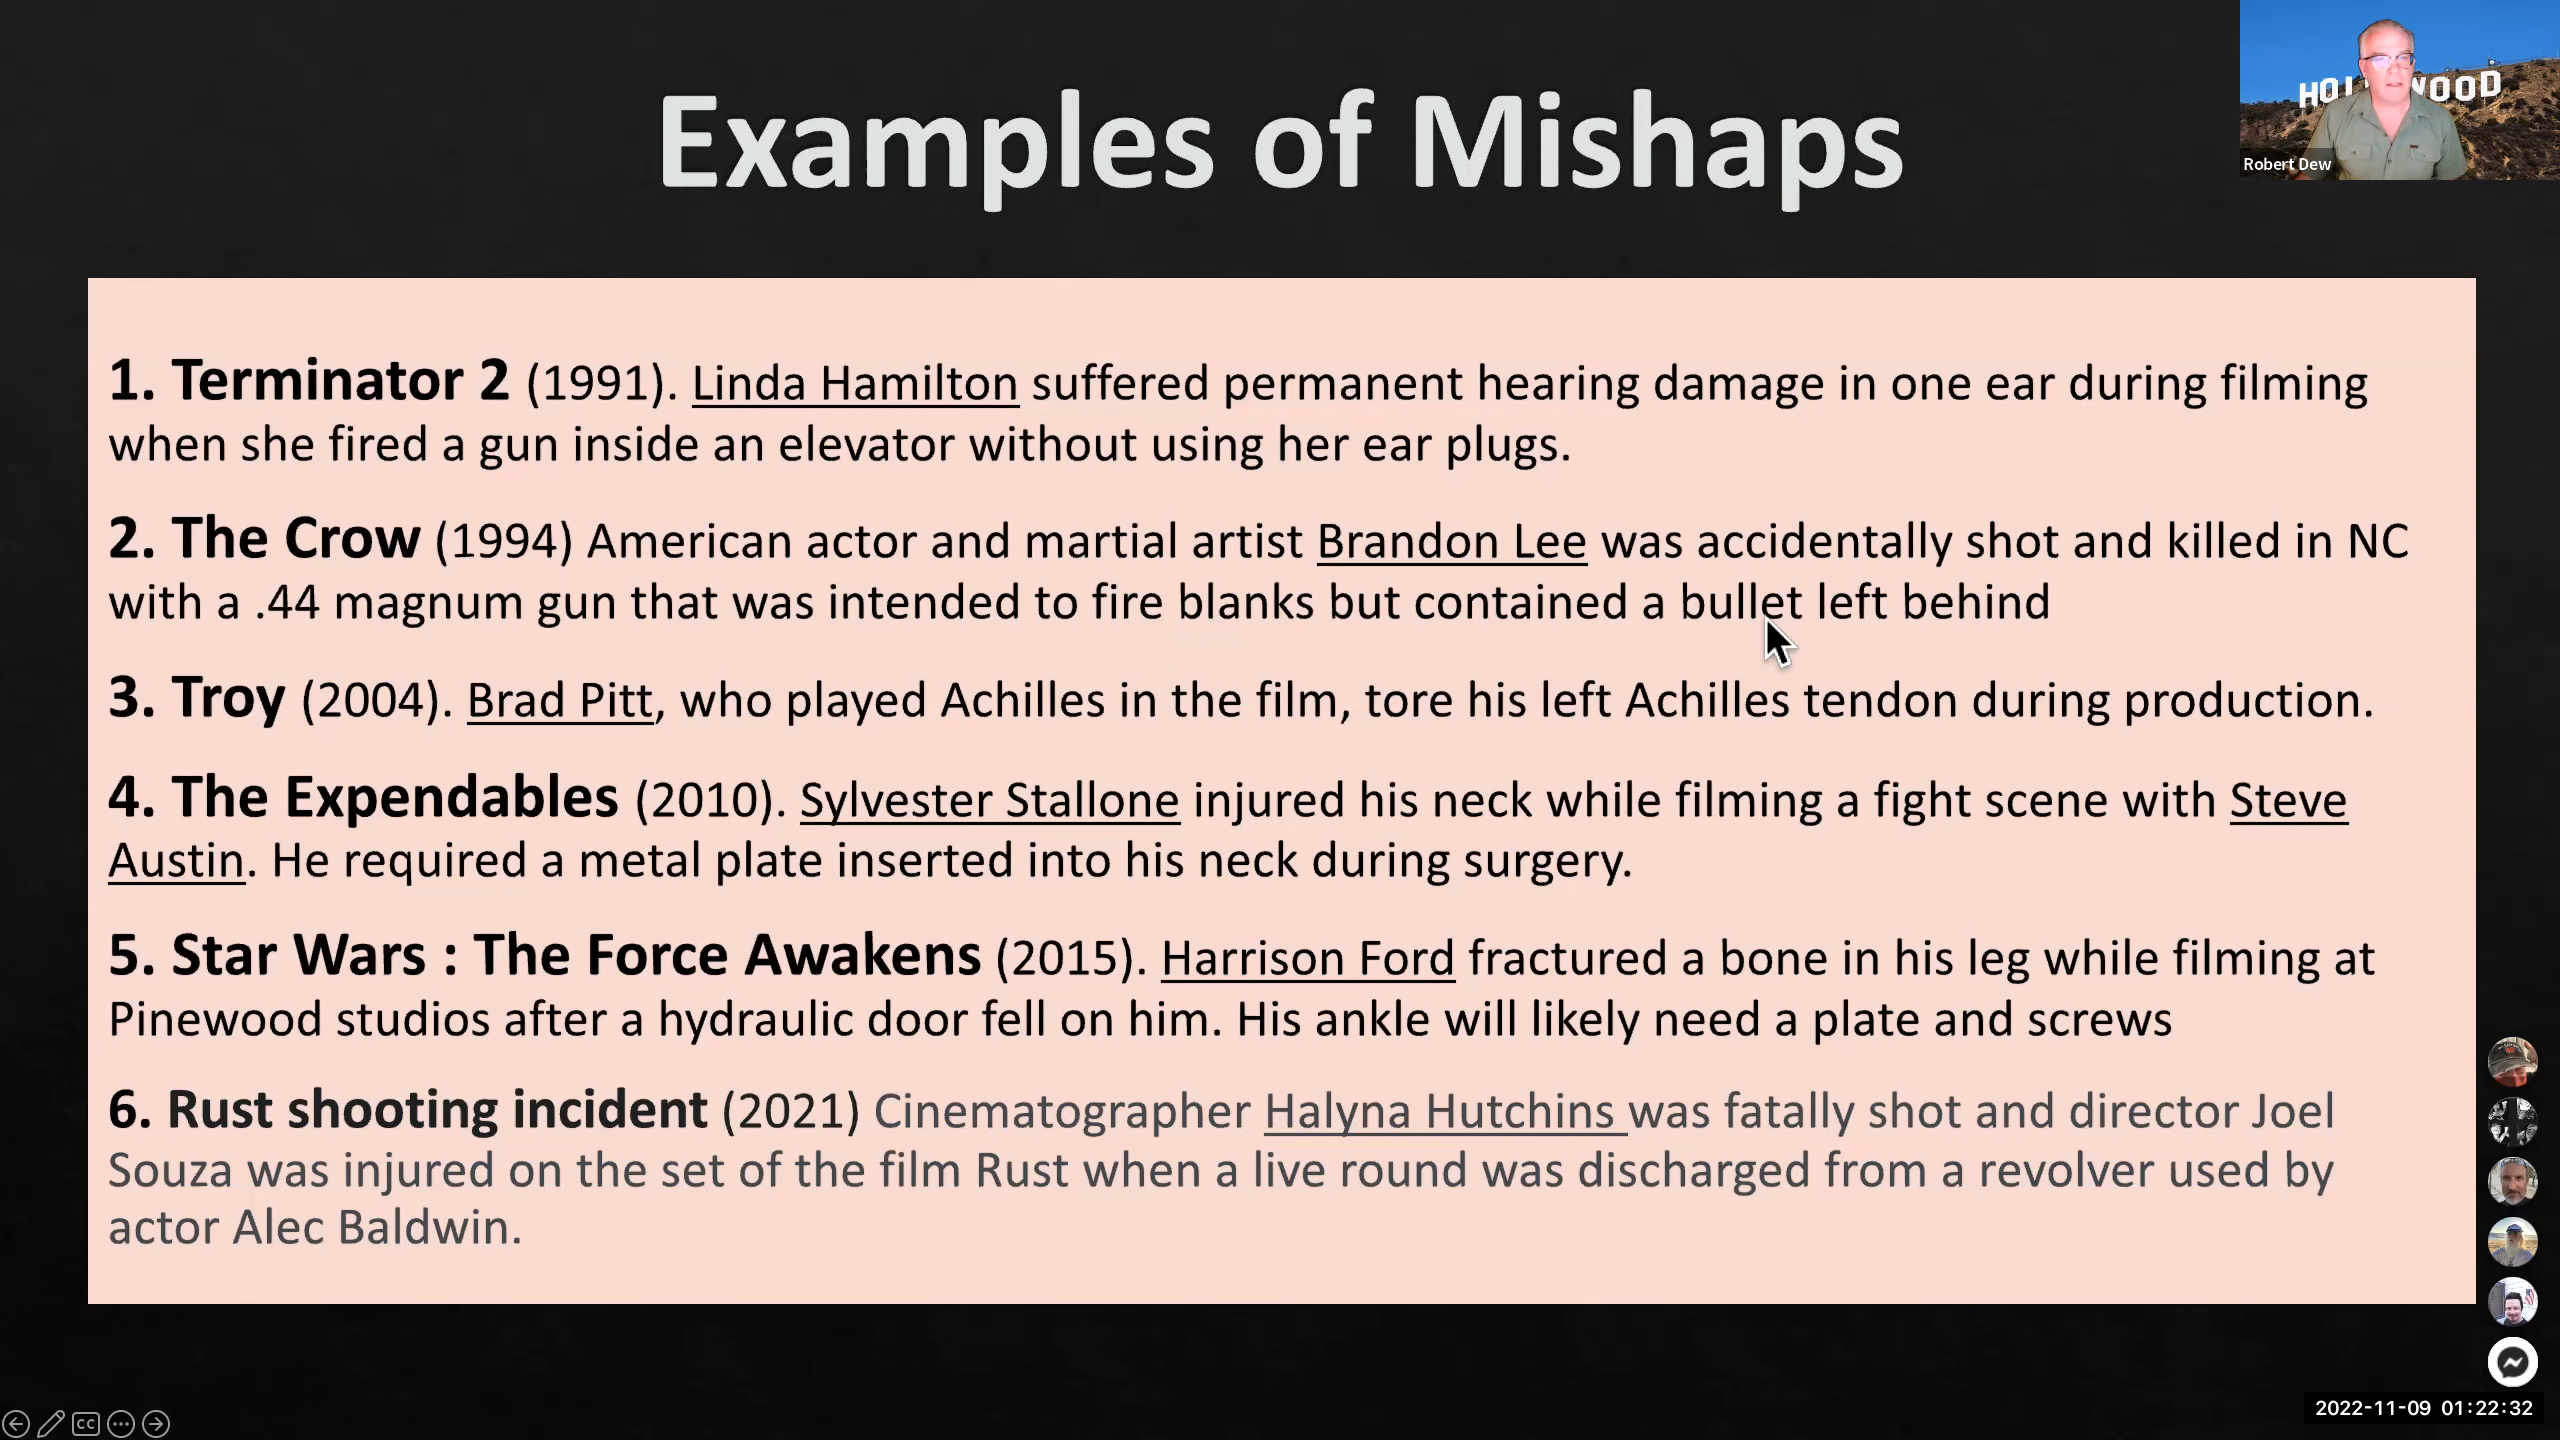 Examples of Mishaps
HOL WOOD
Robert Dew
1. Terminator 2 (1991). Linda Hamilton suffered permanent hearing damage in one ear during filming
when she fired a gun inside an elevator without using her ear plugs.
2. The Crow (1994) American actor and martial artist Brandon Lee was accidentally shot and killed in NC
with a .44 magnum gun that was intended to fire blanks but contained a bullet left behind
3. Troy (2004). Brad Pitt, who played Achilles in the film, tore his left Achilles tendon during production.
4. The Expendables (2010). Sylvester Stallone injured his neck while filming a fight scene with Steve
Austin. He required a metal plate inserted into his neck during surgery.
5. Star Wars : The Force Awakens (2015). Harrison Ford fractured a bone in his leg while filming at
Pinewood studios after a hydraulic door fell on him. His ankle will likely need a plate and screws
6. Rust shooting incident (2021) Cinematographer Halyna Hutchins was fatally shot and director Joel
Souza was injured on the set of the film Rust when a live round was discharged from a revolver used by
actor Alec Baldwin.
CC
2022-11-09 01:22:32